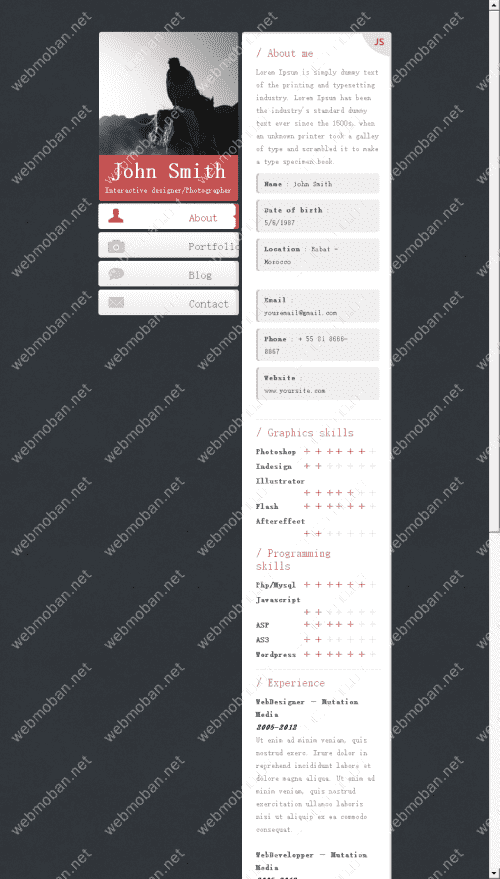 JS
John Smith
Interactive designer/Photographer
About
Portfolio
Blog
Contact
/ About me
Lorem Ipsum is simply dummy text
of the printing and typesetting
industry. Lorem Ipsum has been
the industry's standard dummy
text ever since the 1500s, when
an unknown printer took a galley
of type and scrambled it to make
a type specimen book
Name : John Smith
Date of birth :
5/6/1987
Location : Rabat -
Morocco
Email :
youremail@gmail.com
Phone : + 55 81 8666-
8867
Website :
www.yoursite.com
/ Graphics skills
Photoshop + + + + + + +
Indesign + + + + + + +
Illustrator
+ + + + + + +
Flash + + + + + + +
Aftereffect
+ + + + + + +
/ Programming
skills
Php/Mysql + + + + + + +
Javascript
+ + + + + + +
ASP + + + + + + +
AS3 + + + + + + +
Wordpress + + + + + + +
/ Experience
WebDesigner – Mutation
Media
2005-2012
Ut enim ad minim veniam, quis
nostrud exerc. Irure dolor in
reprehend incididunt labore et
dolore magna aliqua. Ut enim ad
minim veniam, quis nostrud
exercitation ullamco laboris
nisi ut aliquip ex ea commodo
consequat.
WebDevelopper – Mutation
Media
webmoban.net